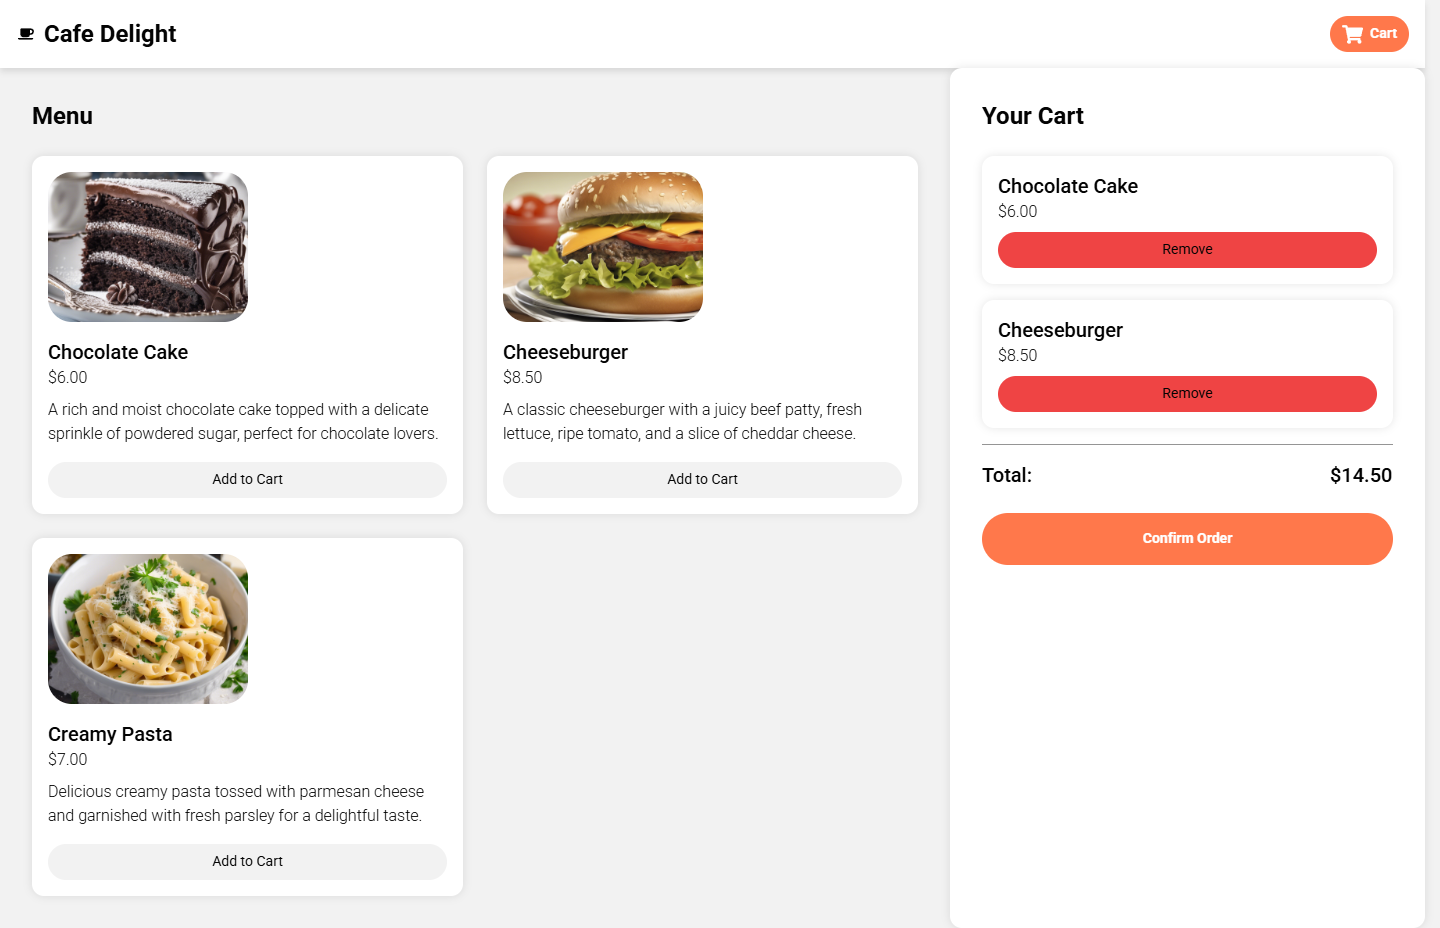 Cafe Delight
Cart
Menu
Chocolate Cake
$6.00
A rich and moist chocolate cake topped with a delicate
sprinkle of powdered sugar, perfect for chocolate lovers.
Add to Cart
Cheeseburger
$8.50
A classic cheeseburger with a juicy beef patty, fresh
lettuce, ripe tomato, and a slice of cheddar cheese.
Add to Cart
Creamy Pasta
$7.00
Delicious creamy pasta tossed with parmesan cheese
and garnished with fresh parsley for a delightful taste.
Add to Cart
Your Cart
Chocolate Cake
$6.00
Remove
Cheeseburger
$8.50
Remove
Total: $14.50
Confirm Order